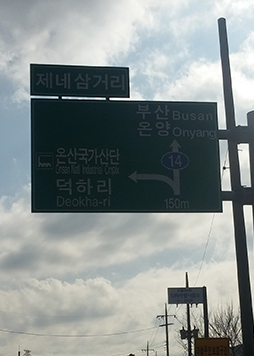 제네삼거리
부산 Busan
온양 Onyang
14
온산국가산단
Onsan Natl Industrial Complex
덕하리
Deokha-ri
150m